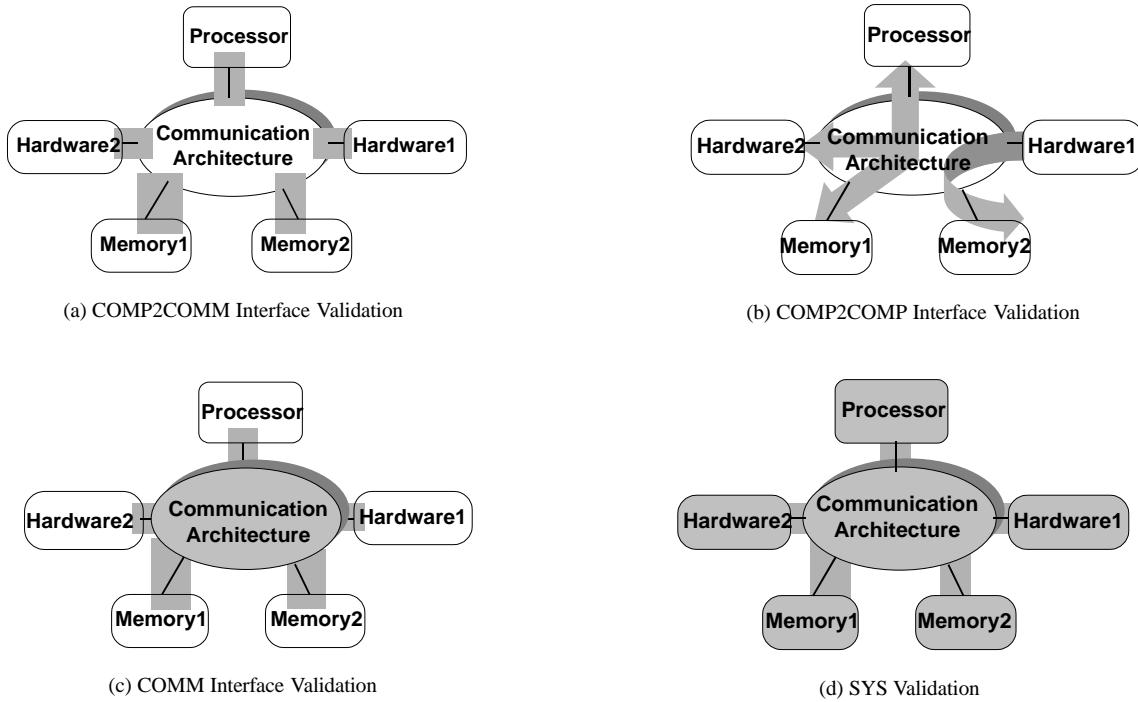 Processor
Communication
Architecture
Hardware2
Hardware1
Memory1
Memory2
(a) COMP2COMM Interface Validation
Processor
Communication
Architecture
Hardware2
Hardware1
Memory1
Memory2
(b) COMP2COMP Interface Validation
Processor
Communication
Architecture
Hardware2
Hardware1
Memory1
Memory2
(c) COMM Interface Validation
Processor
Communication
Architecture
Hardware2
Hardware1
Memory1
Memory2
(d) SYS Validation